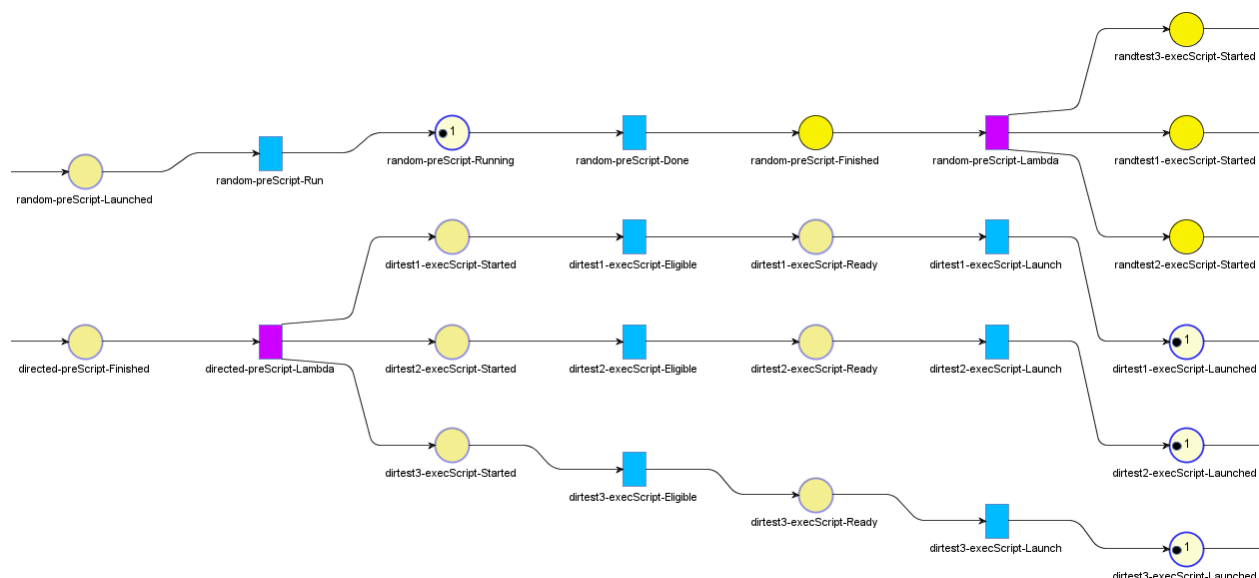 randtest3-execScript-Started
1
random-preScript-Running
random-preScript-Done
random-preScript-Finished
random-preScript-Lambda
randtest1-execScript-Started
random-preScript-Run
random-preScript-Launched
dirtest1-execScript-Started
dirtest1-execScript-Eligible
dirtest1-execScript-Ready
dirtest1-execScript-Launch
randtest2-execScript-Started
1
directed-preScript-Finished
directed-preScript-Lambda
dirtest2-execScript-Started
dirtest2-execScript-Eligible
dirtest2-execScript-Ready
dirtest2-execScript-Launch
dirtest1-execScript-Launched
1
dirtest3-execScript-Started
dirtest2-execScript-Launched
dirtest3-execScript-Eligible
dirtest3-execScript-Ready
dirtest3-execScript-Launch
1
dirtest3-execScript-Launched